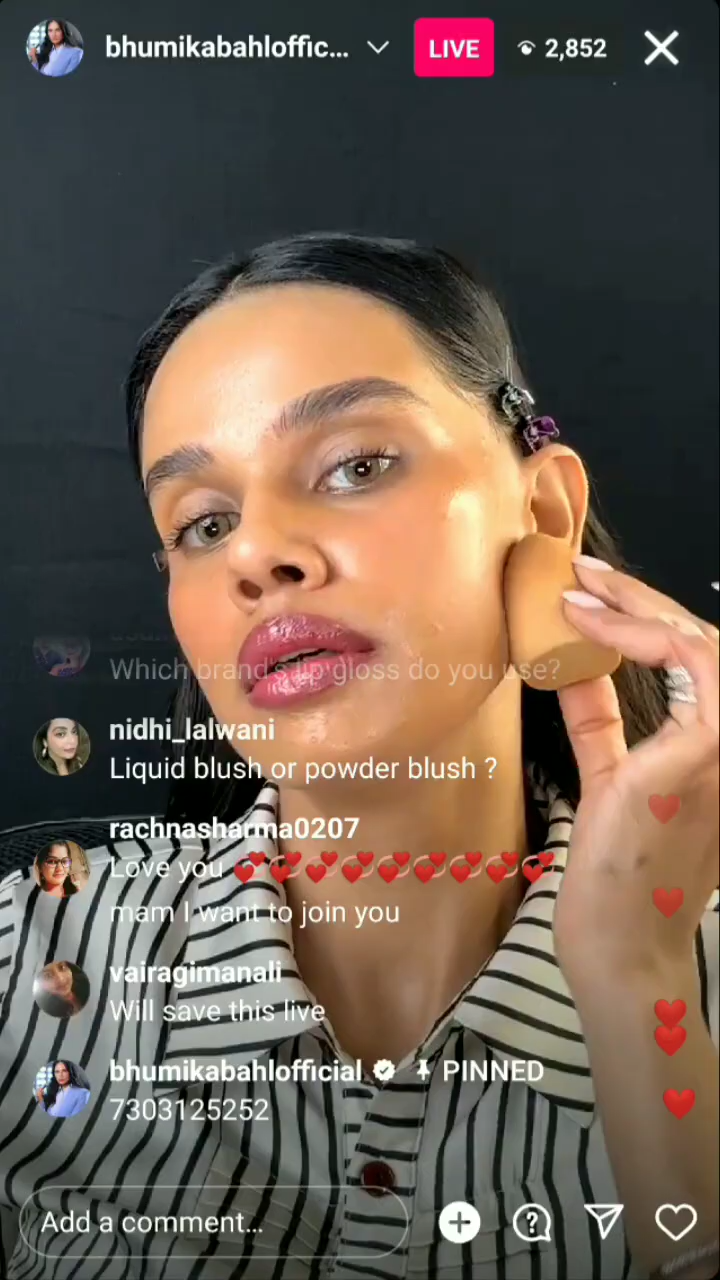 bhumikabahloffic...
LIVE
2,852
Which brand's lip gloss do you use?
nidhi_lalwani
Liquid blush or powder blush ?
rachnasharma0207
Love you 💞💞💞💞💞💞💞💞💞
mam I want to join you
vairagimanali
Will save this live
bhumikabahlofficial PINNED
7303125252
Add a comment...